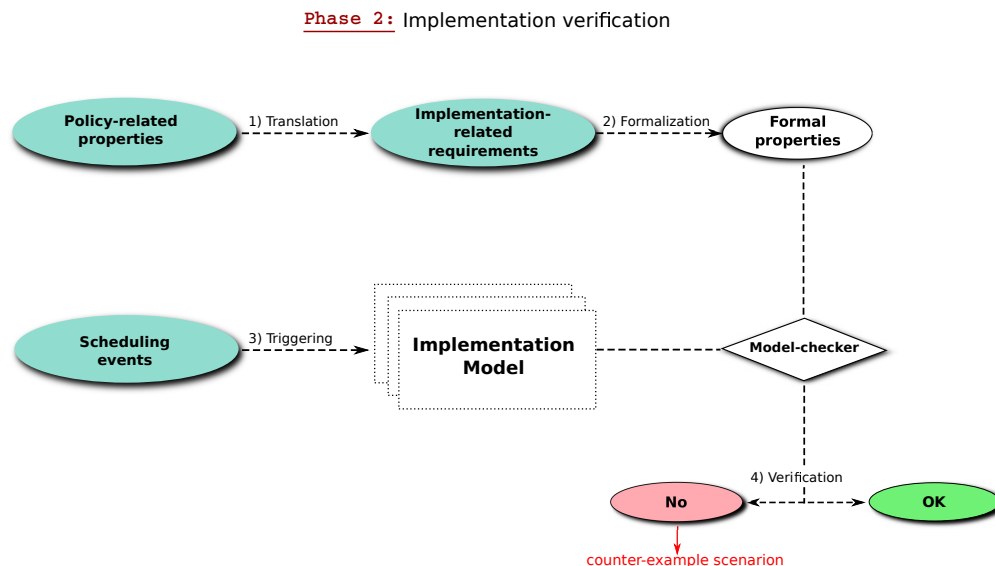 Phase 2: Implementation verification
Policy-related
properties
1) Translation
Implementation-
related
requirements
2) Formalization
Formal
properties
Scheduling
events
3) Triggering
Implementation
Model
Model-checker
4) Verification
No
OK
counter-example scenarion